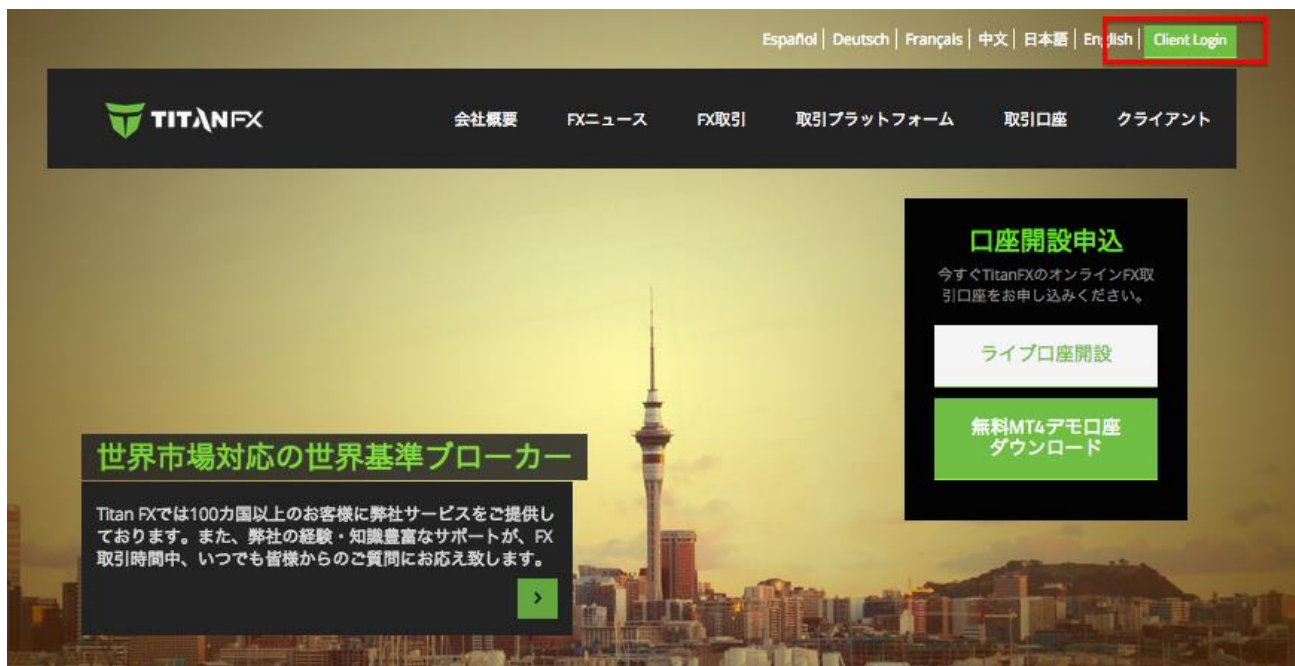 Español | Deutsch | Français | 中文 | 日本語 | English | Client Login
TITANFX
会社概要 FXニュース FX取引 取引プラットフォーム 取引口座 クライアント
口座開設申込
今すぐTitanFXのオンラインFX取
引口座をお申し込みください。
ライブ口座開設
無料MT4デモ口座
ダウンロード
世界市場対応の世界基準ブローカー
Titan FXでは100カ国以上のお客様に弊社サービスをご提供し
ております。また、弊社の経験・知識豊富なサポートが、FX
取引時間中、いつでも皆様からのご質問にお応え致します。